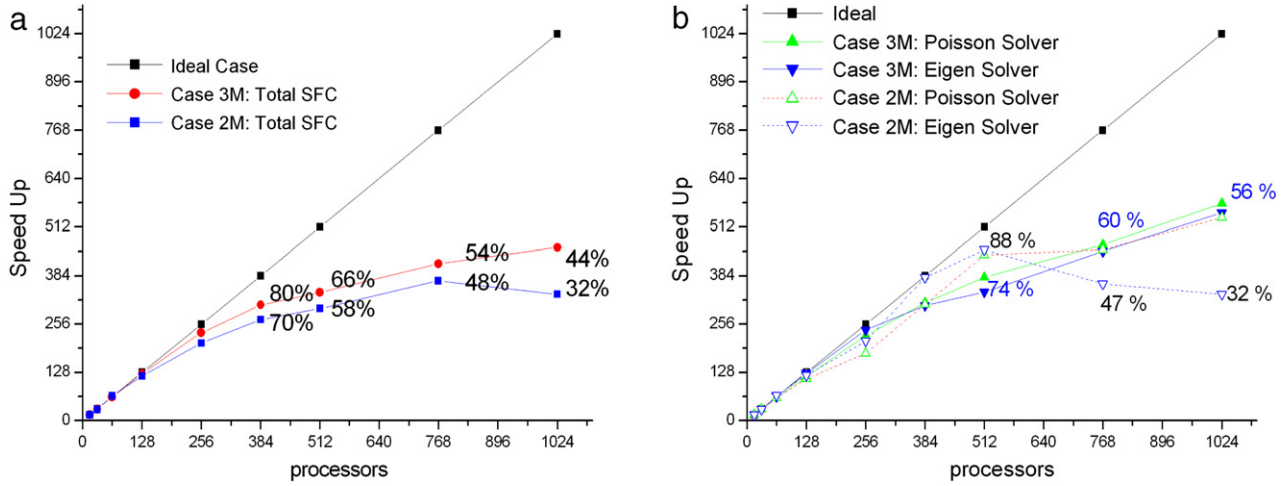 a
Speed Up
1024
896
768
640
512
384
256
128
0
Ideal Case
Case 3M: Total SFC
Case 2M: Total SFC
80%
70%
66%
58%
54%
48%
44%
32%
0 128 256 384 512 640 768 896 1024
processors
b
Speed Up
1024
896
768
640
512
384
256
128
0
Ideal
Case 3M: Poisson Solver
Case 3M: Eigen Solver
Case 2M: Poisson Solver
Case 2M: Eigen Solver
88 %
74 %
60 %
47 %
56 %
32 %
0 128 256 384 512 640 768 896 1024
processors